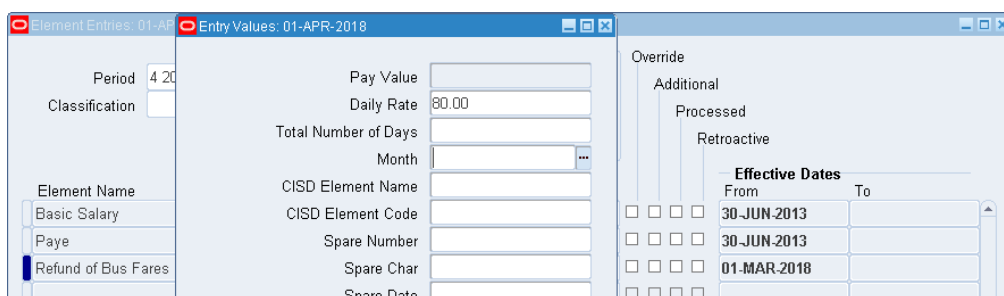 Element Entries: 01-AP
Entry Values: 01-APR-2018
Period 4 20
Classification
Pay Value
Daily Rate 80.00
Total Number of Days
Month
CISD Element Name
CISD Element Code
Spare Number
Spare Char
Spare Date
Override
Additional
Processed
Retroactive
Effective Dates
Element Name From To
Basic Salary 30-JUN-2013
Paye 30-JUN-2013
Refund of Bus Fares 01-MAR-2018